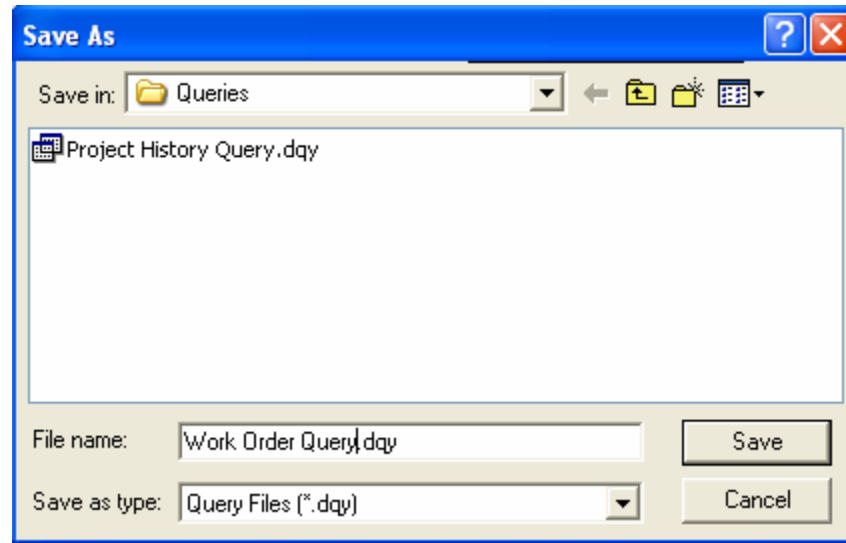 Save As
Save in: Queries
Project History Query.dqy
File name: Work Order Query.dqy Save
Save as type: Query Files (*.dqy) Cancel